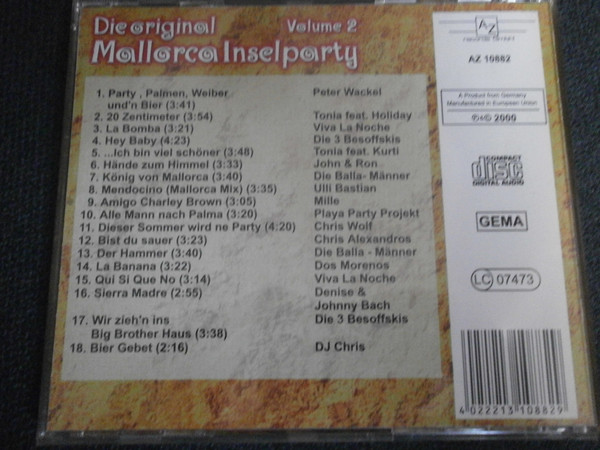 Die original Volume 2
Mallorca Inselparty
1. Party , Palmen, Weiber Peter Wackel
und'n Bier (3:41)
2. 20 Zentimeter (3:54) Tonia feat. Holiday
3. La Bomba (3:21) Viva La Noche
4. Hey Baby (4:23) Die 3 Besoffskis
5. ...Ich bin viel schöner (3:48) Tonia feat. Kurti
6. Hände zum Himmel (3:33) John & Ron
7. König von Mallorca (3:40) Die Balla- Männer
8. Mendocino (Mallorca Mix) (3:35) Ulli Bastian
9. Amigo Charley Brown (3:05) Mille
10. Alle Mann nach Palma (3:20) Playa Party Projekt
11. Dieser Sommer wird ne Party (4:20) Chris Wolf
12. Bist du sauer (3:23) Chris Alexandros
13. Der Hammer (3:40) Die Balla - Männer
14. La Banana (3:22) Dos Morenos
15. Qui Si Que No (3:14) Viva La Noche
16. Sierra Madre (2:55) Denise &
Johnny Bach
17. Wir zieh'n ins Die 3 Besoffskis
Big Brother Haus (3:38)
18. Bier Gebet (2:16) DJ Chris
AZ
AZ 10882
A Product from Germany
Manufactured in European Union
℗+© 2000
COMPACT
disc
DIGITAL AUDIO
GEMA
LC 07473
4 022213 108829